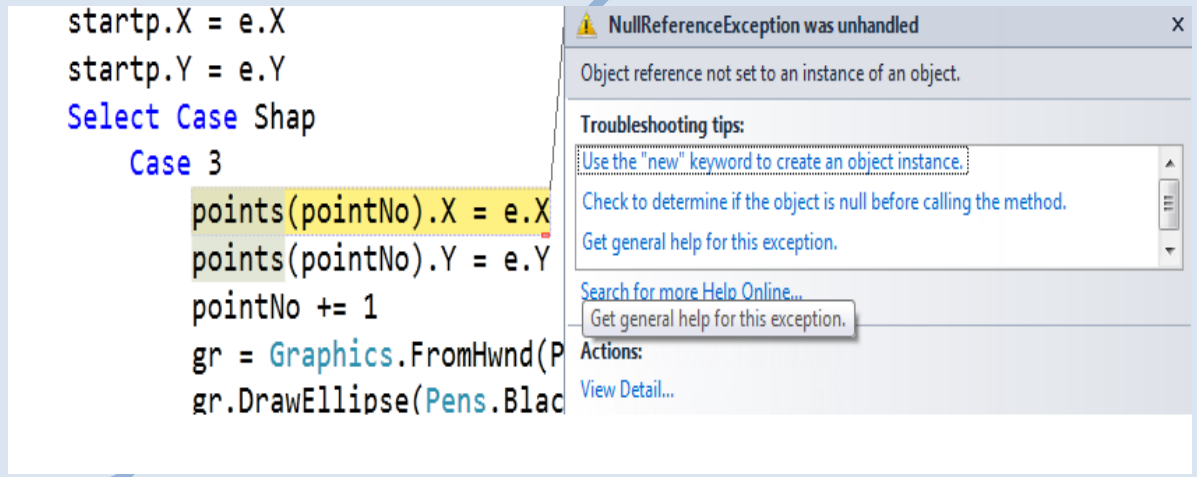 startp.X = e.X
startp.Y = e.Y
Select Case Shap
Case 3
points(pointNo).X = e.X
points(pointNo).Y = e.Y
pointNo += 1
gr = Graphics.FromHwnd(P
gr.DrawEllipse(Pens.Blac
NullReferenceException was unhandled
X
Object reference not set to an instance of an object.
Troubleshooting tips:
Use the "new" keyword to create an object instance.
Check to determine if the object is null before calling the method.
Get general help for this exception.
Search for more Help Online...
Get general help for this exception.
Actions:
View Detail...